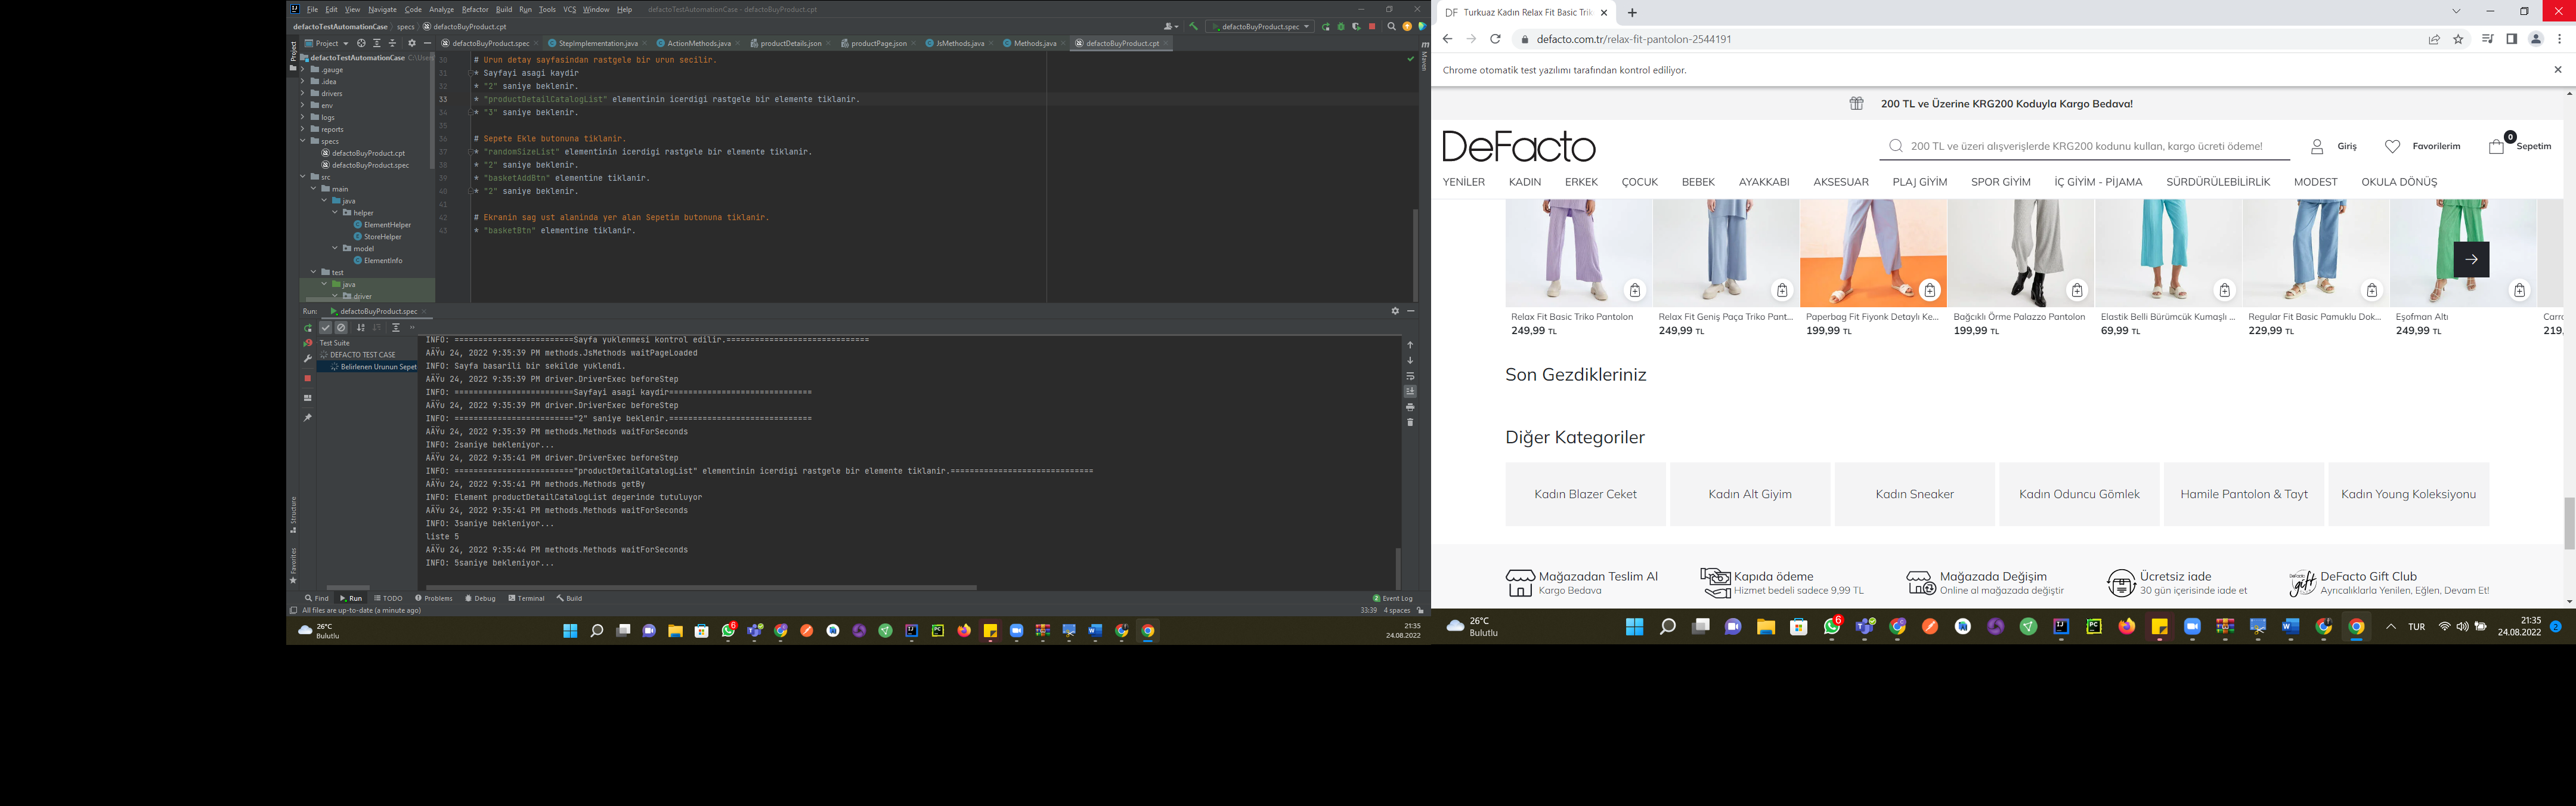 File Edit View Navigate Code Analyze Refactor Build Run Tools VCS Window Help defactoTestAutomationCase - defactoBuyProduct.cpt
defactoTestAutomationCase specs defactoBuyProduct.cpt
defactoBuyProduct.spec
Project
defactoBuyProduct.spec StepImplementation.java ActionMethods.java productDetails.json productPage.json JsMethods.java Methods.java defactoBuyProduct.cpt
Project
Maven
defactoTestAutomationCase C:\Users
.gauge
.idea
drivers
env
logs
reports
specs
defactoBuyProduct.cpt
defactoBuyProduct.spec
src
main
java
helper
ElementHelper
StoreHelper
model
ElementInfo
test
java
driver
30 # Urun detay sayfasindan rastgele bir urun secilir.
31 * Sayfayi asagi kaydir
32 * "2" saniye beklenir.
33 * "productDetailCatalogList" elementinin icerdigi rastgele bir elemente tiklanir.
34 * "3" saniye beklenir.
35
36 # Sepete Ekle butonuna tiklanir.
37 * "randomSizeList" elementinin icerdigi rastgele bir elemente tiklanir.
38 * "2" saniye beklenir.
39 * "basketAddBtn" elementine tiklanir.
40 * "2" saniye beklenir.
41
42 # Ekranin sag ust alaninda yer alan Sepetim butonuna tiklanir.
43 * "basketBtn" elementine tiklanir.
Run: defactoBuyProduct.spec
Test Suite
DEFACTO TEST CASE
Belirlenen Urunun Sepet
INFO: =========================Sayfa yuklenmesi kontrol edilir.==============================
AÄŸu 24, 2022 9:35:39 PM methods.JsMethods waitPageLoaded
INFO: Sayfa basarili bir sekilde yuklendi.
AÄŸu 24, 2022 9:35:39 PM driver.DriverExec beforeStep
INFO: =========================Sayfayi asagi kaydir==============================
AÄŸu 24, 2022 9:35:39 PM driver.DriverExec beforeStep
INFO: ========================="2" saniye beklenir.==============================
AÄŸu 24, 2022 9:35:39 PM methods.Methods waitForSeconds
INFO: 2saniye bekleniyor...
AÄŸu 24, 2022 9:35:41 PM driver.DriverExec beforeStep
INFO: ========================="productDetailCatalogList" elementinin icerdigi rastgele bir elemente tiklanir.==============================
AÄŸu 24, 2022 9:35:41 PM methods.Methods getBy
INFO: Element productDetailCatalogList degerinde tutuluyor
AÄŸu 24, 2022 9:35:41 PM methods.Methods waitForSeconds
INFO: 3saniye bekleniyor...
liste 5
AÄŸu 24, 2022 9:35:44 PM methods.Methods waitForSeconds
INFO: 5saniye bekleniyor...
Structure
Favorites
Find Run TODO Problems Debug Terminal Build 2 Event Log
All files are up-to-date (a minute ago) 33:39 4 spaces
26°C
Bulutlu
6
21:35
24.08.2022
DF Turkuaz Kadın Relax Fit Basic Trik
defacto.com.tr/relax-fit-pantolon-2544191
Chrome otomatik test yazılımı tarafından kontrol ediliyor.
200 TL ve Üzerine KRG200 Koduyla Kargo Bedava!
DeFacto
200 TL ve üzeri alışverişlerde KRG200 kodunu kullan, kargo ücreti ödeme!
Giriş Favorilerim 0 Sepetim
YENİLER KADIN ERKEK ÇOCUK BEBEK AYAKKABI AKSESUAR PLAJ GİYİM SPOR GİYİM İÇ GİYİM - PİJAMA SÜRDÜRÜLEBİLİRLİK MODEST OKULA DÖNÜŞ
Relax Fit Basic Triko Pantolon Relax Fit Geniş Paça Triko Pant... Paperbag Fit Fiyonk Detaylı Ke... Bağcıklı Örme Palazzo Pantolon Elastik Belli Bürümcük Kumaşlı ... Regular Fit Basic Pamuklu Dok... Eşofman Altı Carro
249,99 TL 249,99 TL 199,99 TL 199,99 TL 69,99 TL 229,99 TL 249,99 TL 219,
Son Gezdikleriniz
Diğer Kategoriler
Kadın Blazer Ceket Kadın Alt Giyim Kadın Sneaker Kadın Oduncu Gömlek Hamile Pantolon & Tayt Kadın Young Koleksiyonu
Mağazadan Teslim Al Kapıda ödeme Mağazada Değişim Ücretsiz iade DeFacto Gift Club
Kargo Bedava Hizmet bedeli sadece 9,99 TL Online al mağazada değiştir 30 gün içerisinde iade et Ayrıcalıklarla Yenilen, Eğlen, Devam Et!
26°C
Bulutlu
6
TUR
21:35
24.08.2022
2